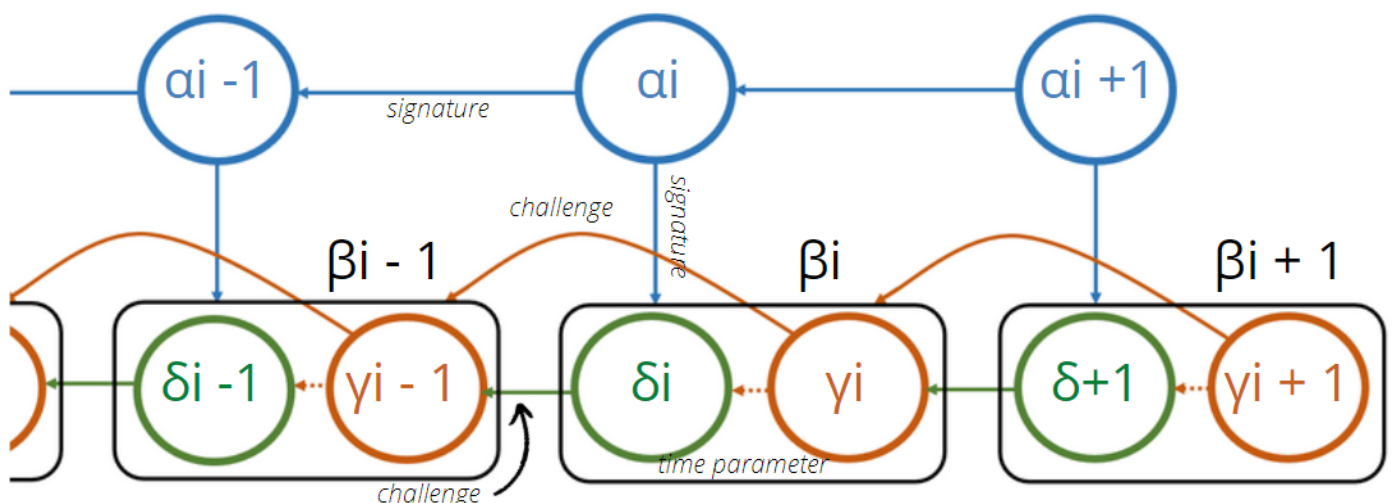 αi -1
αi
αi +1
signature
signature
challenge
βi - 1
βi
βi + 1
δi -1
γi - 1
δi
γi
δ+1
γi + 1
time parameter
challenge